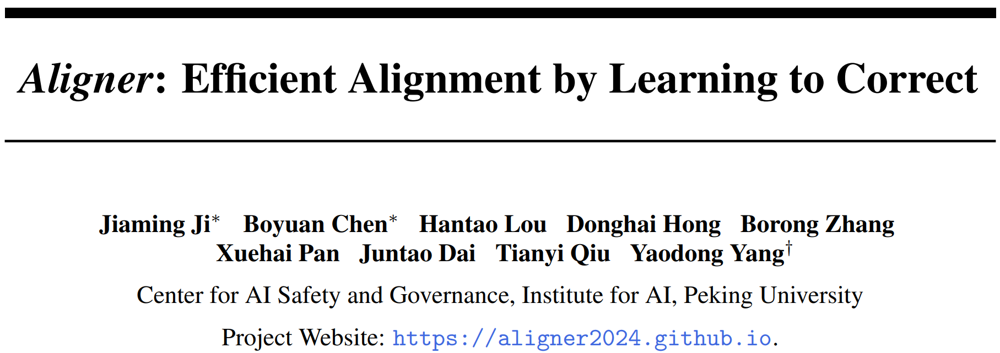 Aligner: Efficient Alignment by Learning to Correct
Jiaming Ji* Boyuan Chen* Hantao Lou Donghai Hong Borong Zhang
Xuehai Pan Juntao Dai Tianyi Qiu Yaodong Yang†
Center for AI Safety and Governance, Institute for AI, Peking University
Project Website: https://aligner2024.github.io.